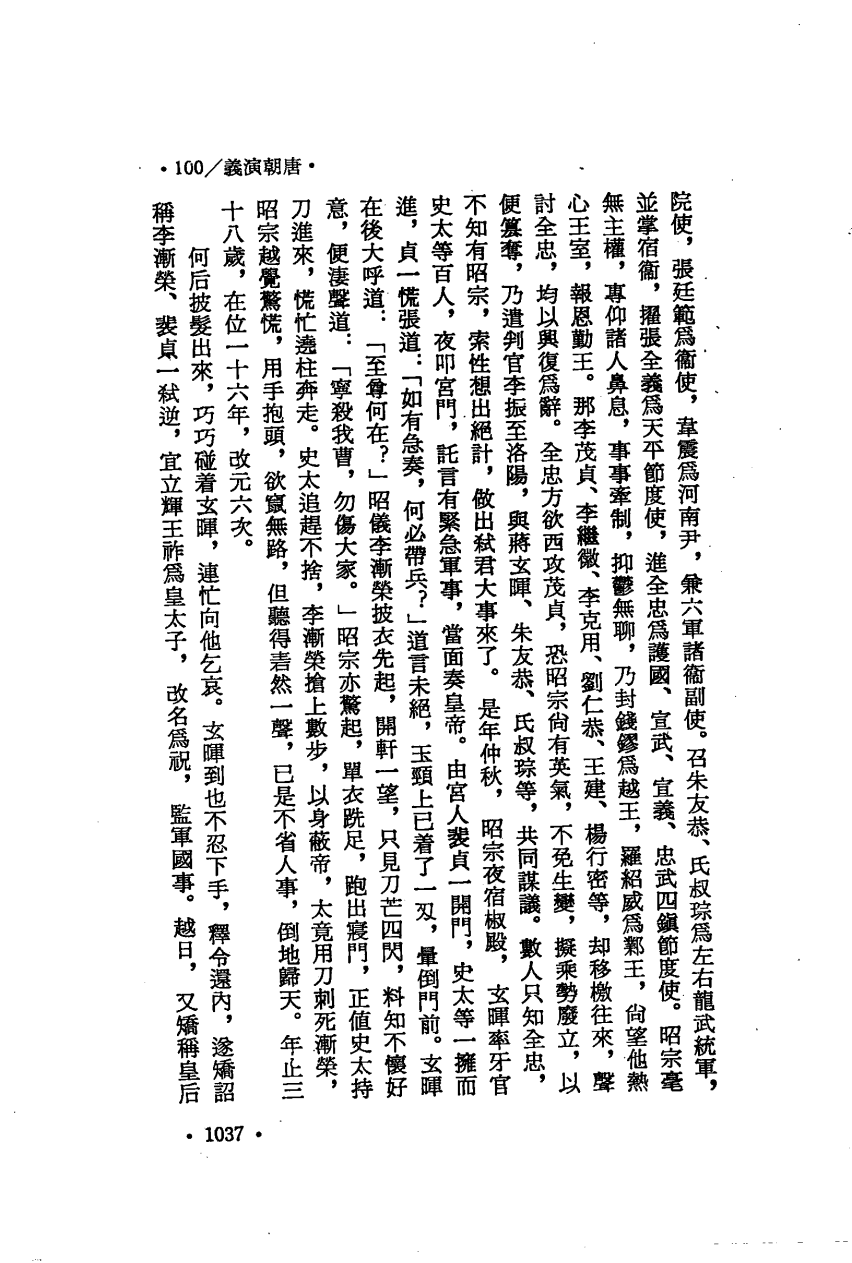 •100/義演朝唐•
院使，張廷範爲衞使，韋震爲河南尹，兼六軍諸衞副使。召朱友恭、氏叔琮爲左右龍武統軍，
並掌宿衞，擢張全義爲天平節度使，進全忠爲護國、宣武、宣義、忠武四鎭節度使。昭宗毫
無主權，專仰諸人鼻息，事事牽制，抑鬱無聊，乃封錢鏐爲越王，羅紹威爲鄴王，尙望他熱
心王室，報恩勤王。那李茂貞、李繼徽、李克用、劉仁恭、王建、楊行密等，却移檄往來，聲
討全忠，均以興復爲辭。全忠方欲西攻茂貞，恐昭宗尙有英氣，不免生變，擬乘勢廢立，以
便篡奪，乃遣判官李振至洛陽，與蔣玄暉、朱友恭、氏叔琮等，共同謀議。數人只知全忠，
不知有昭宗，索性想出絕計，做出弒君大事來了。是年仲秋，昭宗夜宿椒殿，玄暉率牙官
史太等百人，夜叩宮門，託言有緊急軍事，當面奏皇帝。由宮人裴貞一開門，史太等一擁而
進，貞一慌張道：「如有急奏，何必帶兵？」道言未絕，玉頸上已着了一刄，暈倒門前。玄暉
在後大呼道：「至尊何在？」昭儀李漸榮披衣先起，開軒一望，只見刀芒四閃，料知不懷好
意，便淒聲道：「寧殺我曹，勿傷大家。」昭宗亦驚起，單衣跣足，跑出寢門，正値史太持
刀進來，慌忙遶柱奔走。史太追趕不捨，李漸榮搶上數步，以身蔽帝，太竟用刀刺死漸榮，
昭宗越覺驚慌，用手抱頭，欲竄無路，但聽得砉然一聲，已是不省人事，倒地歸天。年止三
十八歲，在位一十六年，改元六次。
何后披髮出來，巧巧碰着玄暉，連忙向他乞哀。玄暉到也不忍下手，釋令還內，遂矯詔
稱李漸榮、裴貞一弒逆，宜立輝王祚爲皇太子，改名爲祝，監軍國事。越日，又矯稱皇后
•1037•